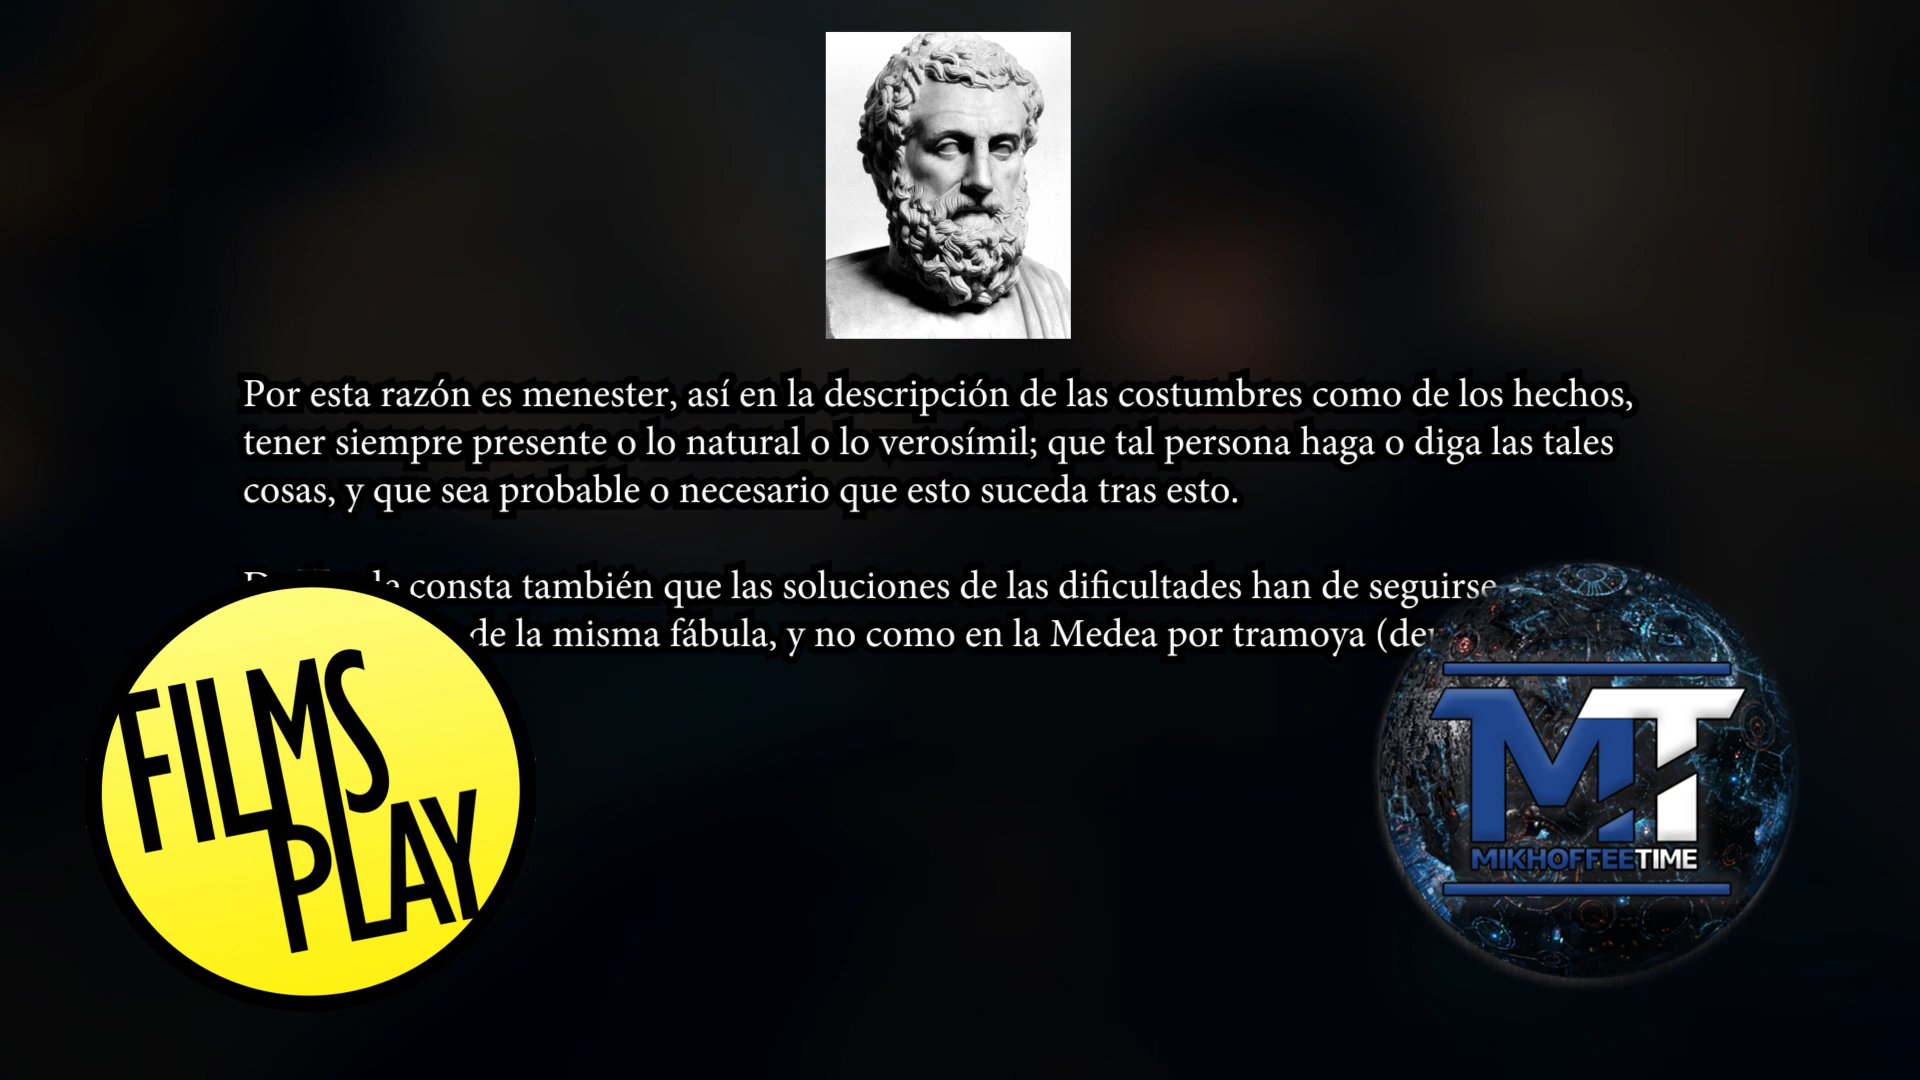 Por esta razón es menester, así en la descripción de las costumbres como de los hechos,
tener siempre presente o lo natural o lo verosímil; que tal persona haga o diga las tales
cosas, y que sea probable o necesario que esto suceda tras esto.
consta también que las soluciones de las dificultades han de seguirse
de la misma fábula, y no como en la Medea por tramoya
FILMS
PLAY
MT
MIKHOFFEETIME